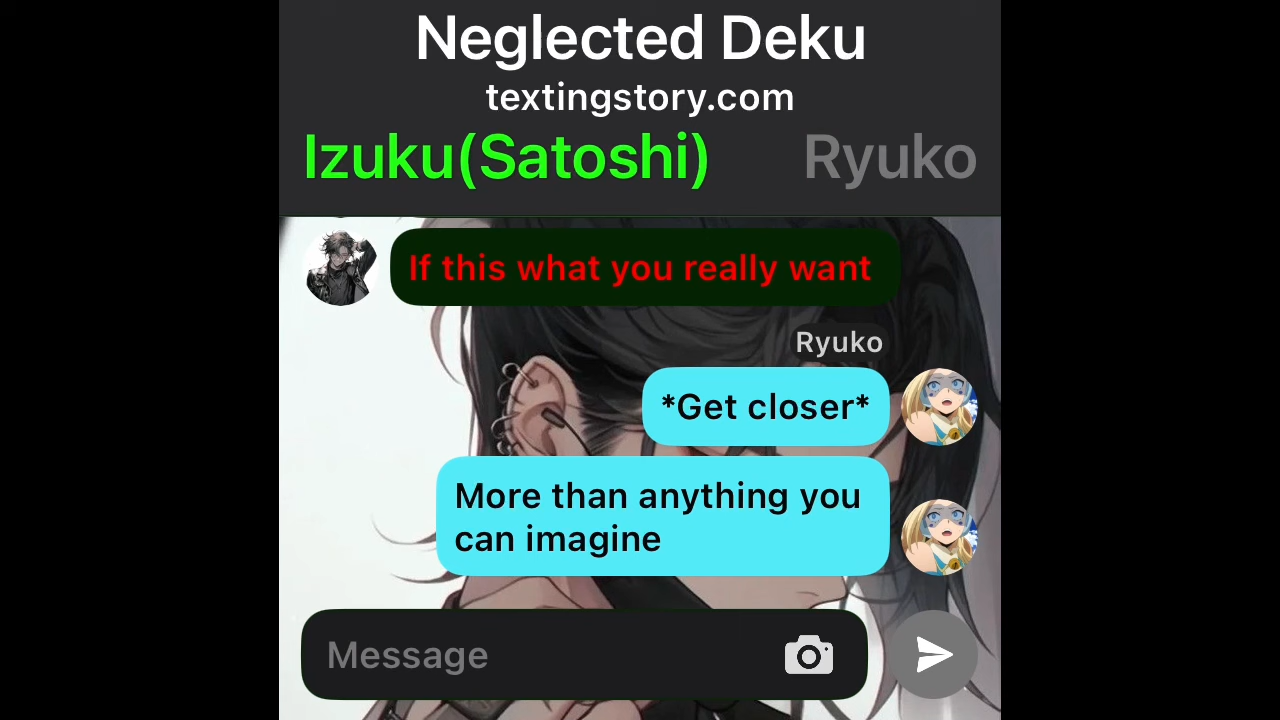 Neglected Deku
textingstory.com
Izuku(Satoshi) Ryuko
If this what you really want
Ryuko
*Get closer*
More than anything you
can imagine
Message